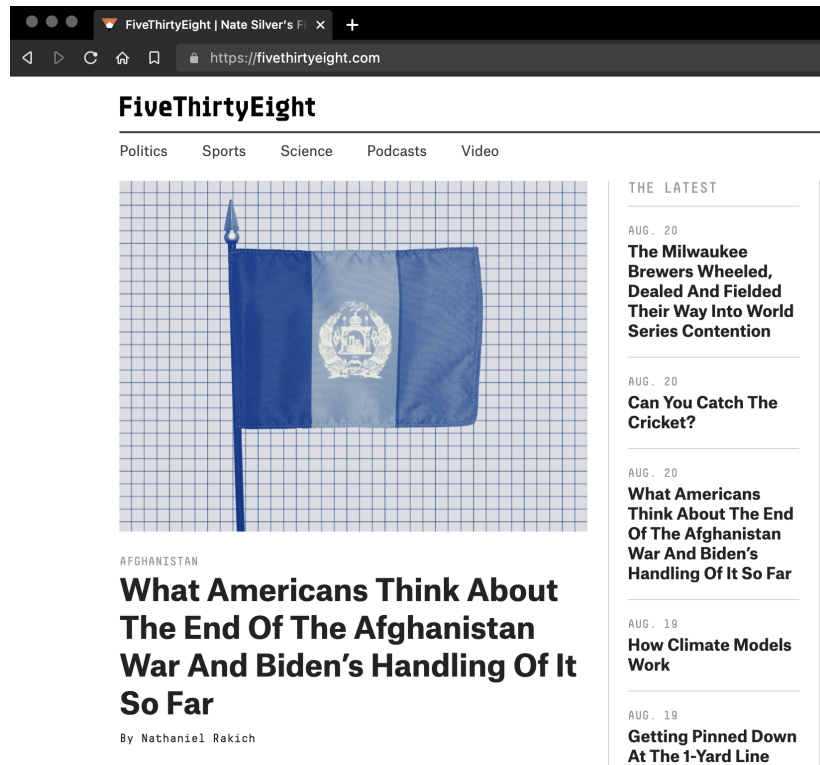 FiveThirtyEight | Nate Silver's Fi
https://fivethirtyeight.com
FiveThirtyEight
Politics Sports Science Podcasts Video
AFGHANISTAN
What Americans Think About
The End Of The Afghanistan
War And Biden's Handling Of It
So Far
By Nathaniel Rakich
THE LATEST
AUG. 20
The Milwaukee
Brewers Wheeled,
Dealed And Fielded
Their Way Into World
Series Contention
AUG. 20
Can You Catch The
Cricket?
AUG. 20
What Americans
Think About The End
Of The Afghanistan
War And Biden's
Handling Of It So Far
AUG. 19
How Climate Models
Work
AUG. 19
Getting Pinned Down
At The 1-Yard Line